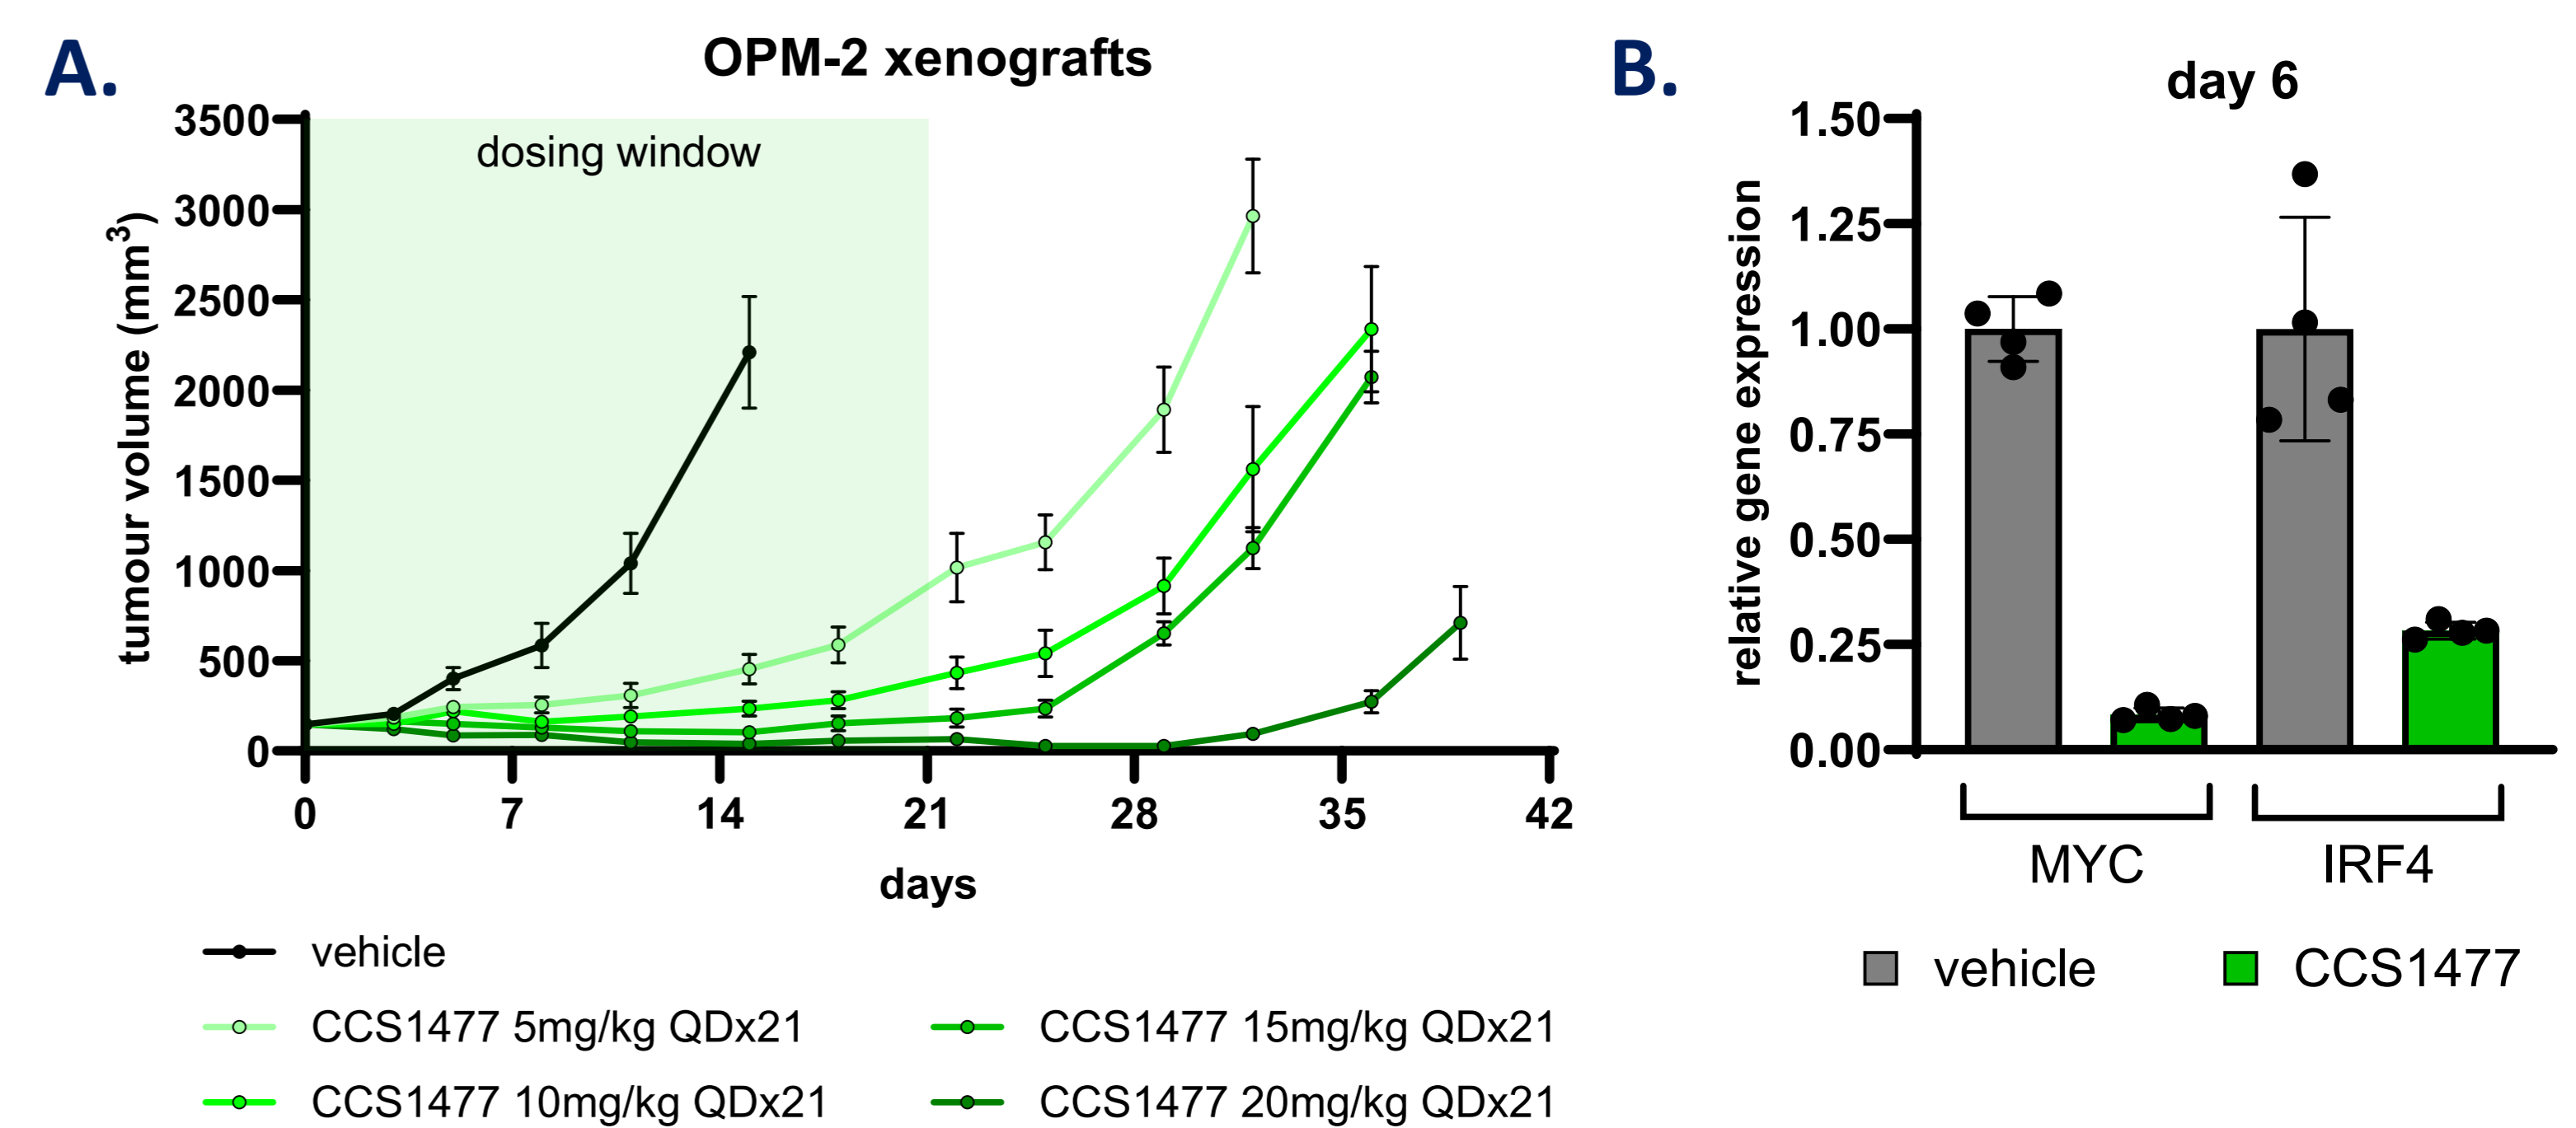 A.
OPM-2 xenografts
dosing window
tumour volume (mm³)
3500
3000
2500
2000
1500
1000
500
0
0 7 14 21 28 35 42
days
vehicle
CCS1477 5mg/kg QDx21
CCS1477 10mg/kg QDx21
CCS1477 15mg/kg QDx21
CCS1477 20mg/kg QDx21
B.
day 6
relative gene expression
1.50
1.25
1.00
0.75
0.50
0.25
0.00
MYC IRF4
vehicle CCS1477